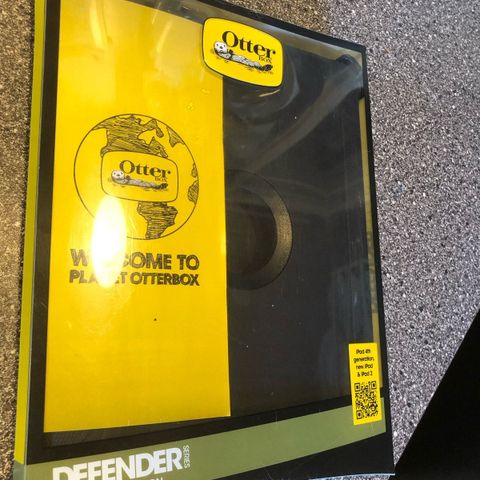 Otter
BOX
Otter
BOX
WELCOME TO
PLANET OTTERBOX
iPad 4th
generation,
new iPad
& iPad 2
DEFENDER
SERIES